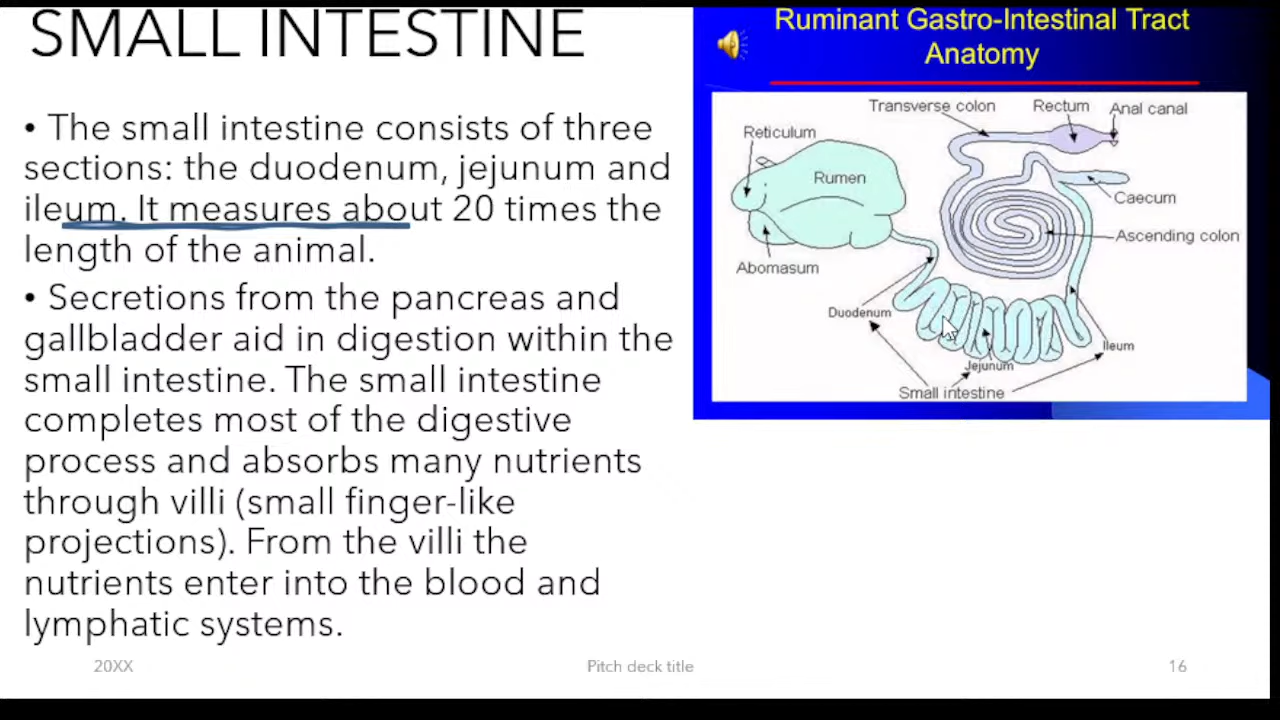 SMALL INTESTINE
• The small intestine consists of three
sections: the duodenum, jejunum and
ileum. It measures about 20 times the
length of the animal.
• Secretions from the pancreas and
gallbladder aid in digestion within the
small intestine. The small intestine
completes most of the digestive
process and absorbs many nutrients
through villi (small finger-like
projections). From the villi the
nutrients enter into the blood and
lymphatic systems.
Ruminant Gastro-Intestinal Tract
Anatomy
Transverse colon
Rectum
Anal canal
Reticulum
Rumen
Caecum
Ascending colon
Abomasum
Duodenum
Ileum
Jejunum
Small intestine
20XX
Pitch deck title
16